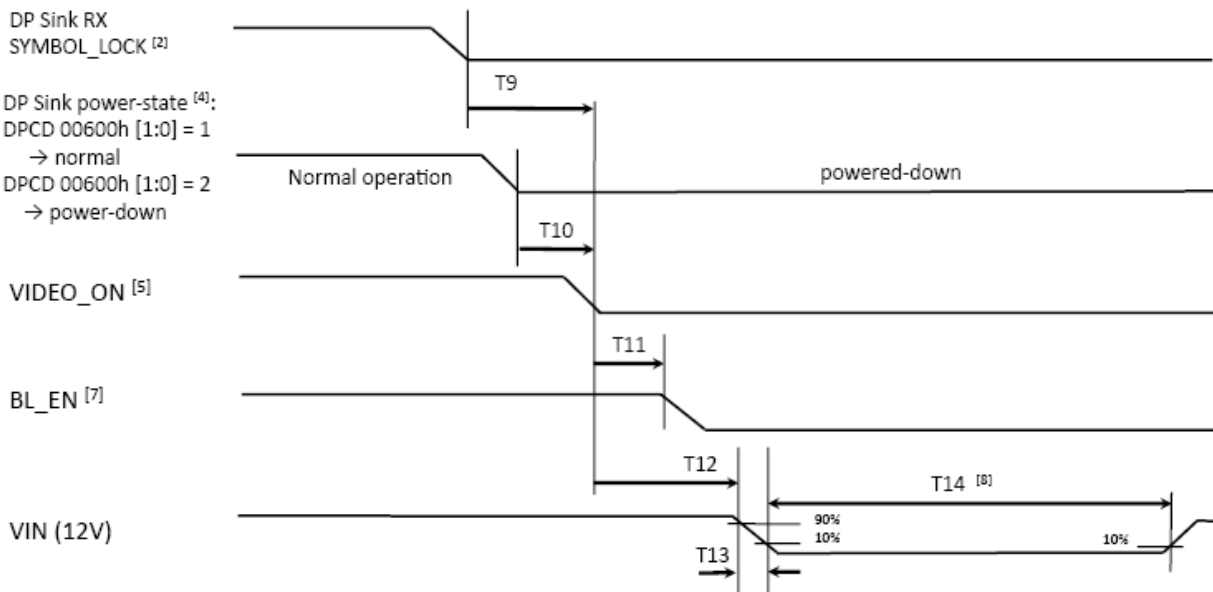 DP Sink RX
SYMBOL_LOCK [2]
T9
DP Sink power-state [4]:
DPCD 00600h [1:0] = 1
→ normal
DPCD 00600h [1:0] = 2
→ power-down
Normal operation
powered-down
T10
VIDEO_ON [5]
T11
BL_EN [7]
T12
T14 [8]
VIN (12V)
90%
10%
10%
T13